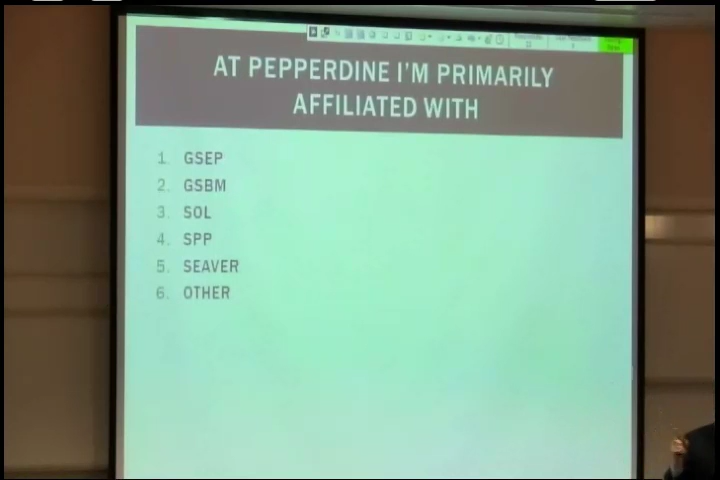 AT PEPPERDINE I'M PRIMARILY
AFFILIATED WITH
1. GSEP
2. GSBM
3. SOL
4. SPP
5. SEAVER
6. OTHER